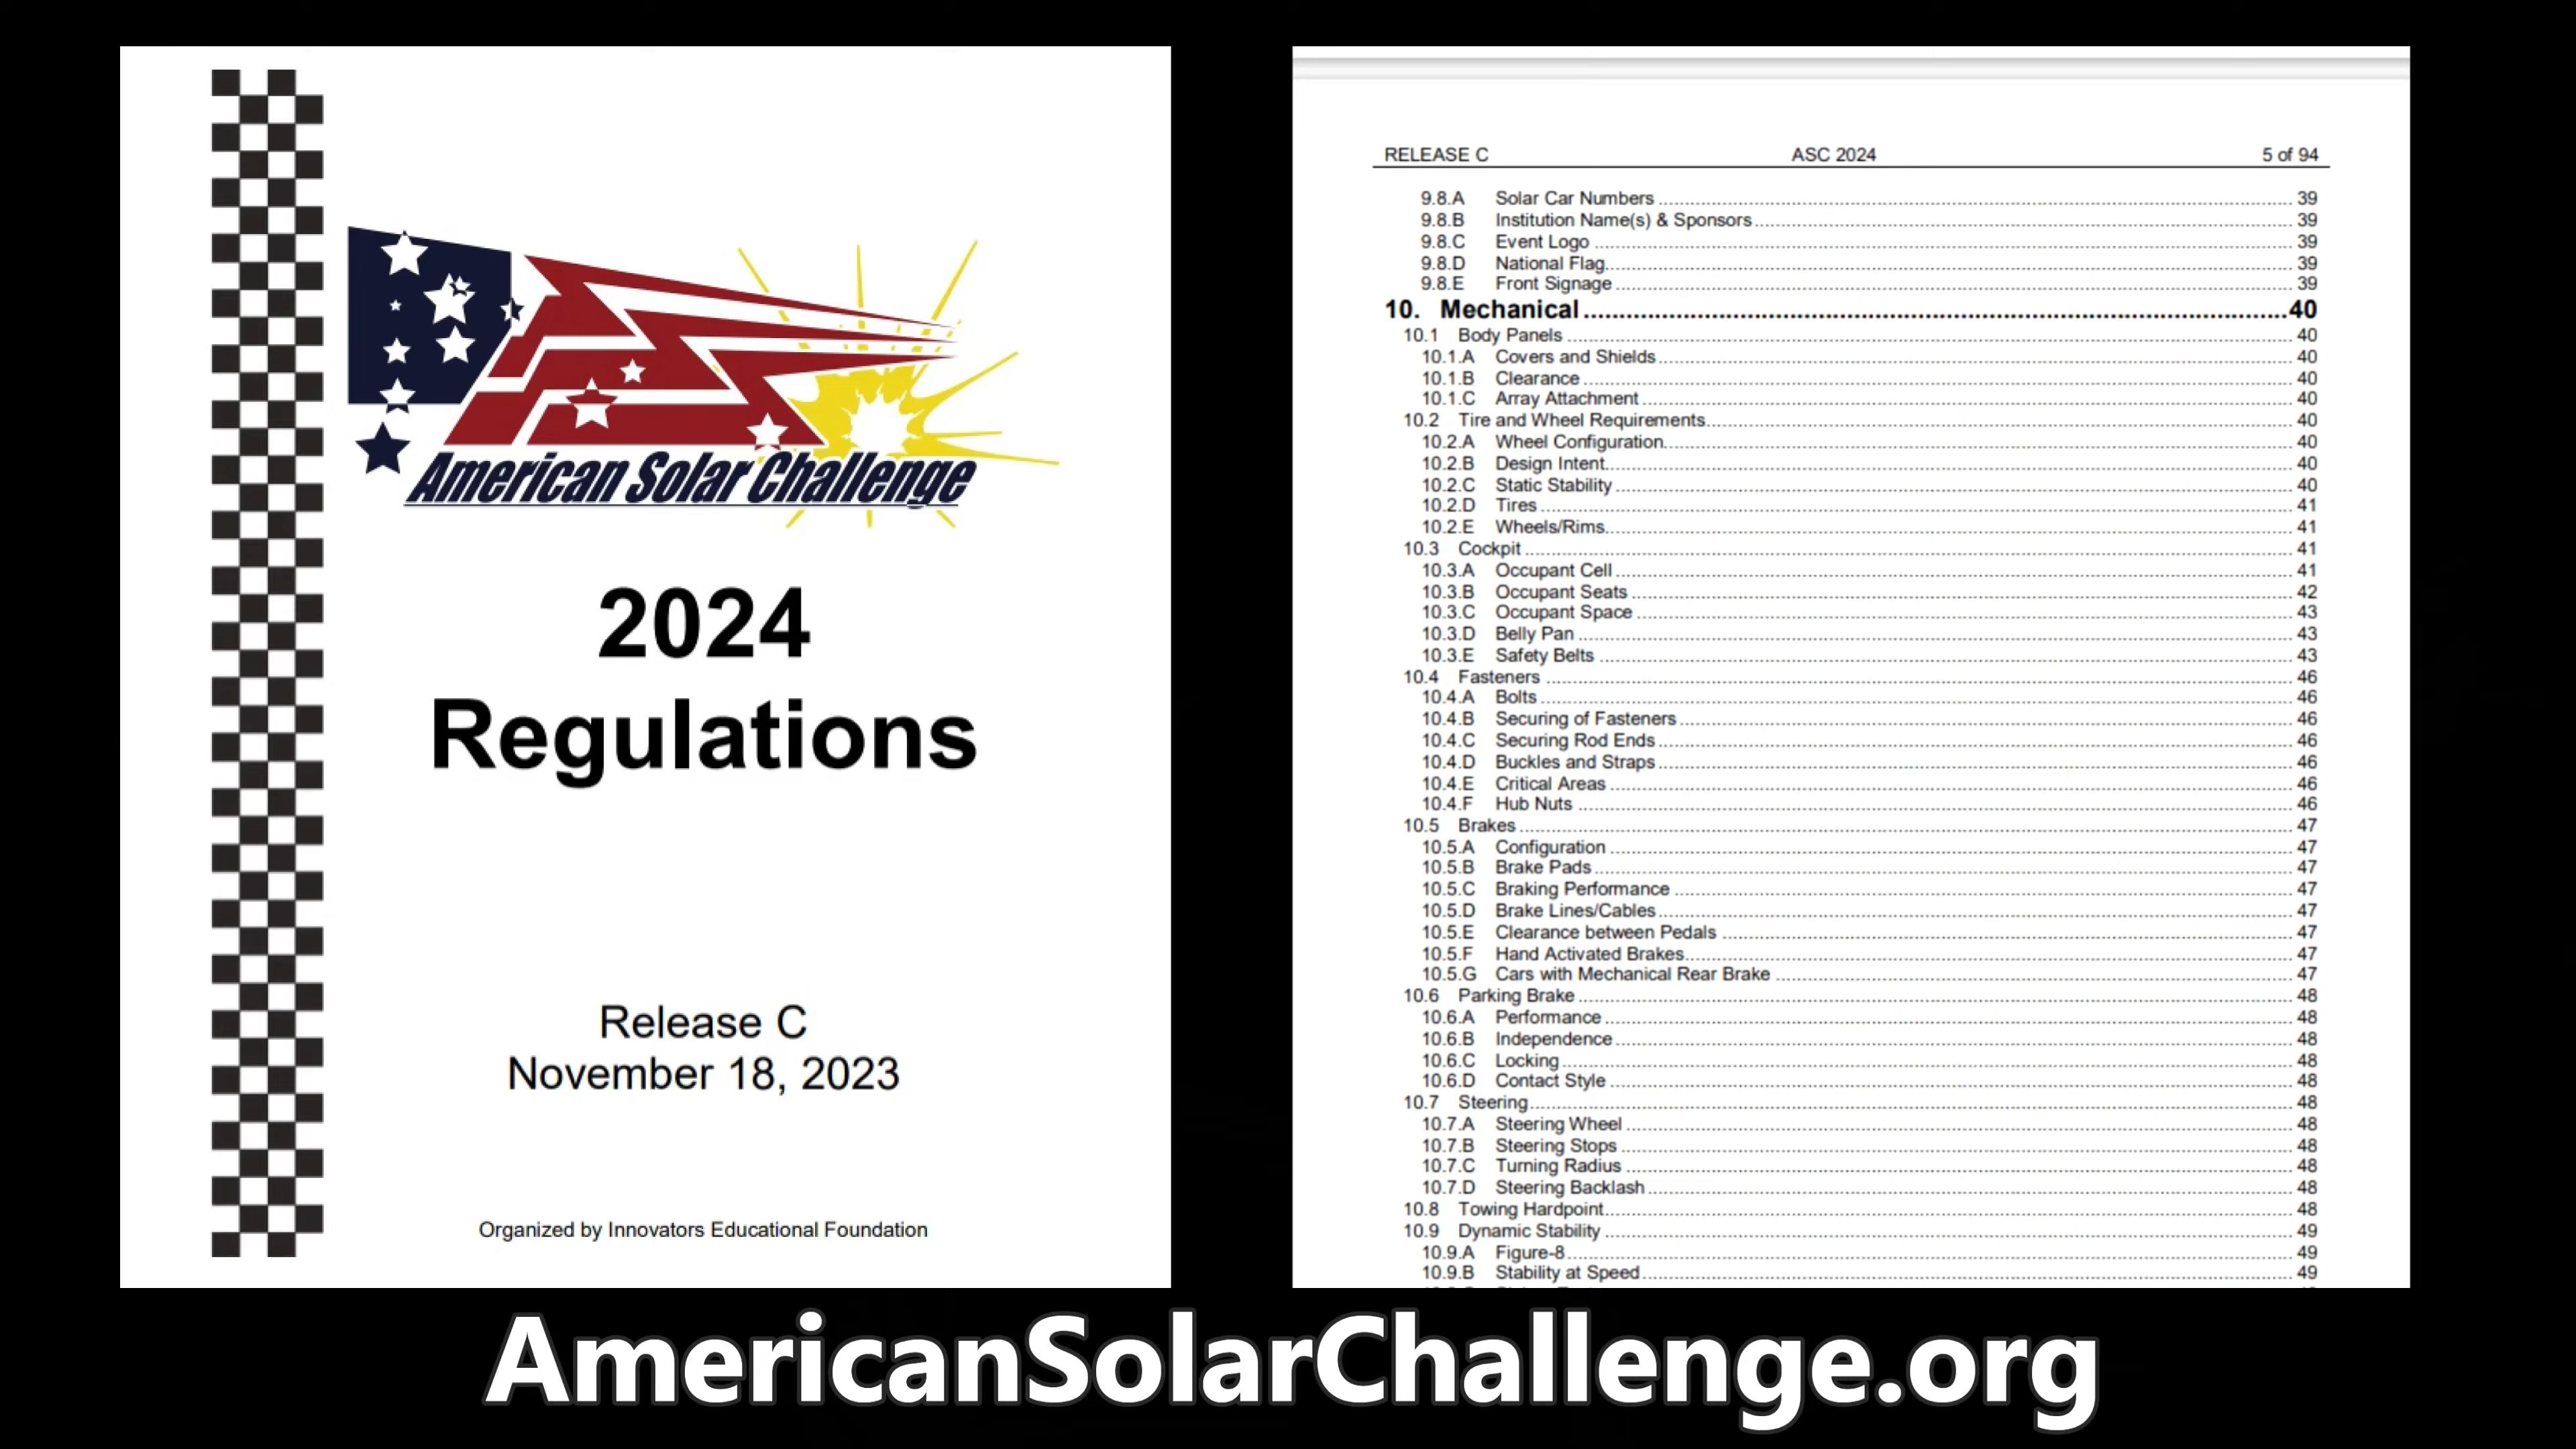 American Solar Challenge
2024
Regulations
Release C
November 18, 2023
Organized by Innovators Educational Foundation
RELEASE C ASC 2024 5 of 94
9.8.A Solar Car Numbers 39
9.8.B Institution Name(s) & Sponsors 39
9.8.C Event Logo 39
9.8.D National Flag 39
9.8.E Front Signage 39
10. Mechanical 40
10.1 Body Panels 40
10.1.A Covers and Shields 40
10.1.B Clearance 40
10.1.C Array Attachment 40
10.2 Tire and Wheel Requirements 40
10.2.A Wheel Configuration 40
10.2.B Design Intent 40
10.2.C Static Stability 40
10.2.D Tires 41
10.2.E Wheels/Rims 41
10.3 Cockpit 41
10.3.A Occupant Cell 41
10.3.B Occupant Seats 42
10.3.C Occupant Space 43
10.3.D Belly Pan 43
10.3.E Safety Belts 43
10.4 Fasteners 46
10.4.A Bolts 46
10.4.B Securing of Fasteners 46
10.4.C Securing Rod Ends 46
10.4.D Buckles and Straps 46
10.4.E Critical Areas 46
10.4.F Hub Nuts 46
10.5 Brakes 47
10.5.A Configuration 47
10.5.B Brake Pads 47
10.5.C Braking Performance 47
10.5.D Brake Lines/Cables 47
10.5.E Clearance between Pedals 47
10.5.F Hand Activated Brakes 47
10.5.G Cars with Mechanical Rear Brake 47
10.6 Parking Brake 48
10.6.A Performance 48
10.6.B Independence 48
10.6.C Locking 48
10.6.D Contact Style 48
10.7 Steering 48
10.7.A Steering Wheel 48
10.7.B Steering Stops 48
10.7.C Turning Radius 48
10.7.D Steering Backlash 48
10.8 Towing Hardpoint 48
10.9 Dynamic Stability 49
10.9.A Figure-8 49
10.9.B Stability at Speed 49
AmericanSolarChallenge.org